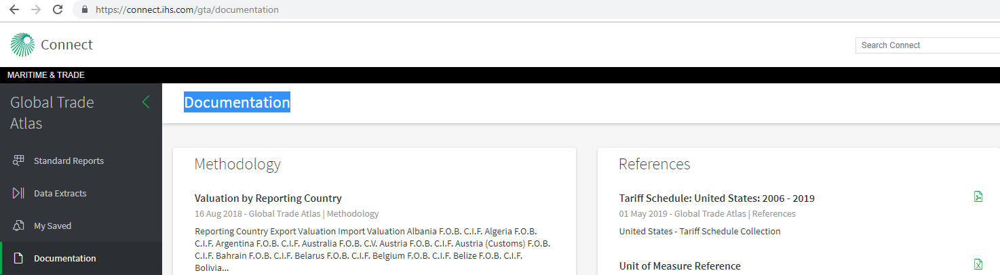 https://connect.ihs.com/gta/documentation
Connect
Search Connect
MARITIME & TRADE
Global Trade
Atlas
Standard Reports
Data Extracts
My Saved
Documentation
Documentation
Methodology
Valuation by Reporting Country
16 Aug 2018 - Global Trade Atlas | Methodology
Reporting Country Export Valuation Import Valuation Albania F.O.B. C.I.F. Algeria F.O.B.
C.I.F. Argentina F.O.B. C.I.F. Australia F.O.B. C.V. Austria F.O.B. C.I.F. Austria (Customs) F.O.B.
C.I.F. Bahrain F.O.B. C.I.F. Belarus F.O.B. C.I.F. Belgium F.O.B. C.I.F. Belize F.O.B. C.I.F.
Bolivia...
References
Tariff Schedule: United States: 2006 - 2019
01 May 2019 - Global Trade Atlas | References
United States - Tariff Schedule Collection
Unit of Measure Reference